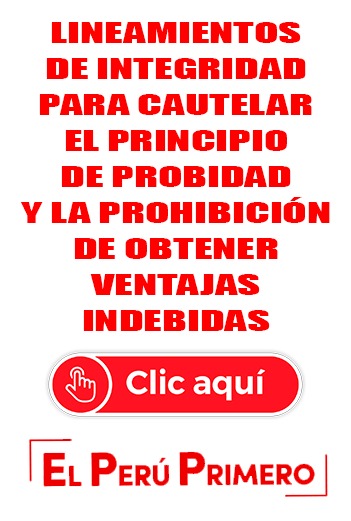 LINEAMIENTOS
DE INTEGRIDAD
PARA CAUTELAR
EL PRINCIPIO
DE PROBIDAD
Y LA PROHIBICIÓN
DE OBTENER
VENTAJAS
INDEBIDAS
Clic aquí
EL PERÚ PRIMERO